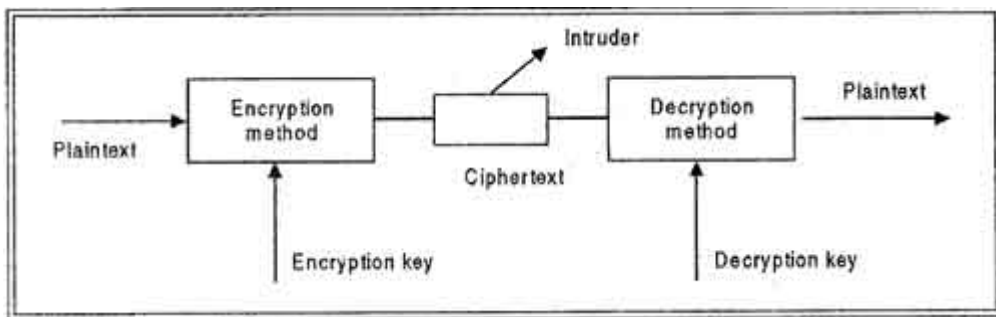 Intruder
Encryption
method
Decryption
method
Plaintext
Plaintext
Ciphertext
Encryption key
Decryption key